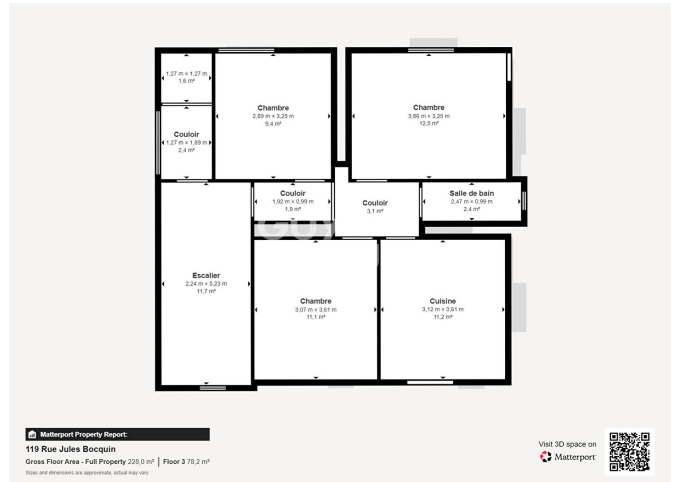 1,27 m × 1,27 m
1,6 m²
Chambre
2,89 m × 3,25 m
9,4 m²
Chambre
3,86 m × 3,25 m
12,5 m²
Couloir
1,27 m × 1,89 m
2,4 m²
Couloir
1,92 m × 0,99 m
1,9 m²
Couloir
3,1 m²
Salle de bain
2,47 m × 0,99 m
2,4 m²
GUY
Escalier
2,24 m × 5,23 m
11,7 m²
Chambre
3,07 m × 3,61 m
11,1 m²
Cuisine
3,12 m × 3,61 m
11,2 m²
Matterport Property Report:
119 Rue Jules Bocquin
Gross Floor Area - Full Property 228,0 m² | Floor 3 78,2 m²
Sizes and dimensions are approximate, actual may vary
Visit 3D space on
Matterport